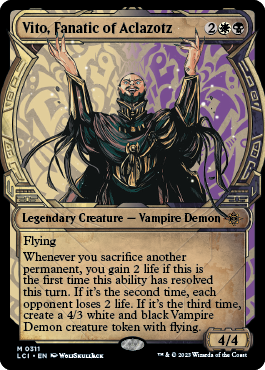 Vito, Fanatic of Aclazotz 2
Legendary Creature — Vampire Demon
Flying
Whenever you sacrifice another
permanent, you gain 2 life if this is
the first time this ability has resolved
this turn. If it's the second time, each
opponent loses 2 life. If it's the third time,
create a 4/3 white and black Vampire
Demon creature token with flying.
4/4
M 0311
LCI • EN WOLFSKULLJACK
™ & © 2023 Wizards of the Coast